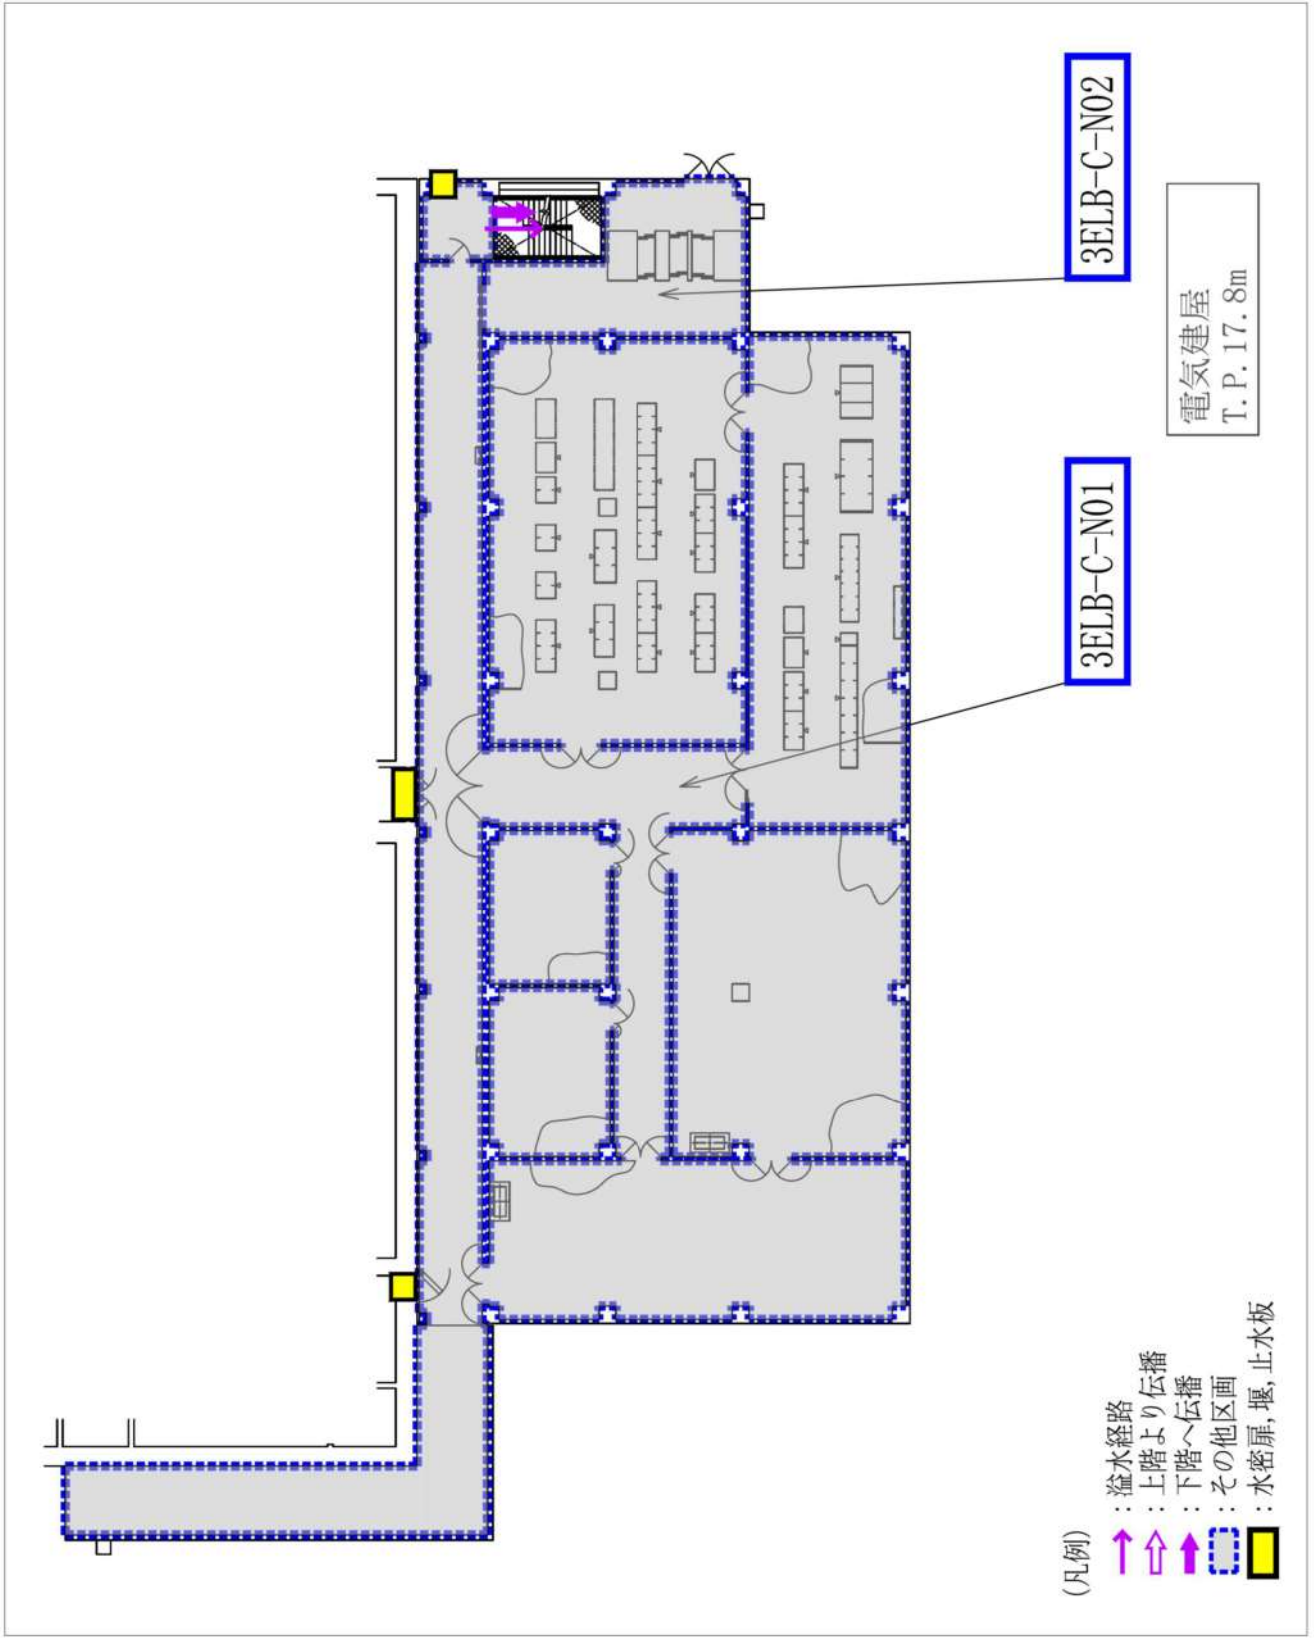 3ELB-C-N01
3ELB-C-N02
電気建屋
T.P.17.8m
(凡例)
：溢水経路
：上階より伝播
：下階へ伝播
：その他区画
：水密扉,堰,止水板